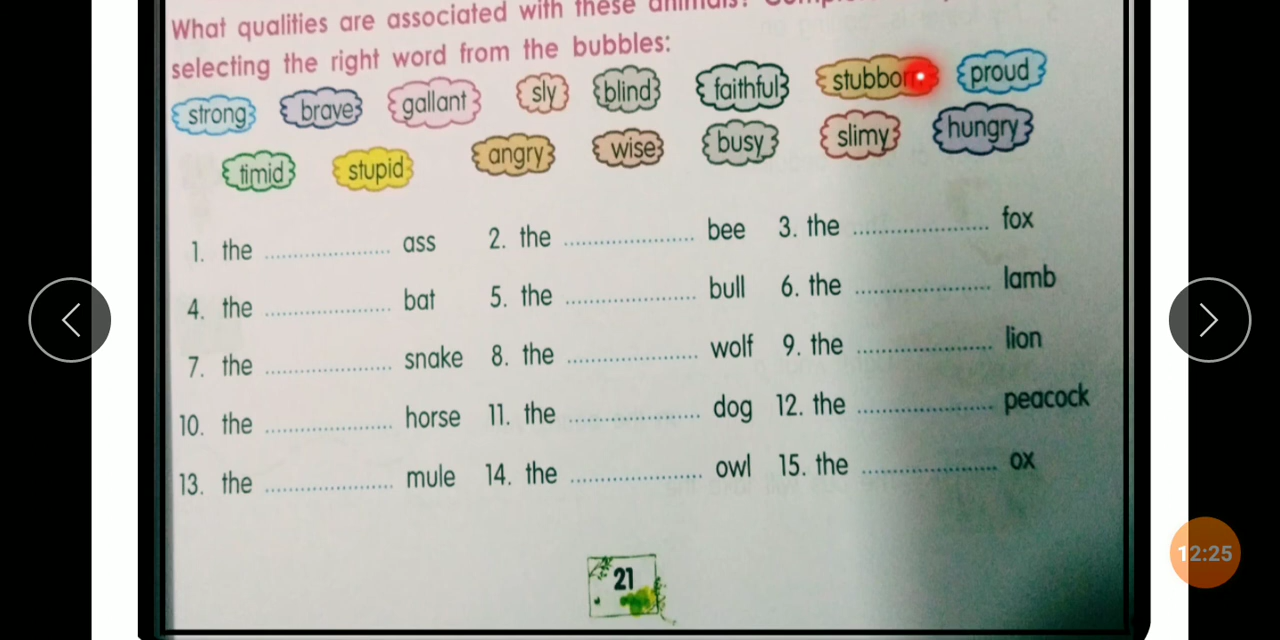 What qualities are associated with these animals?
selecting the right word from the bubbles:
strong brave gallant sly blind faithful stubborn proud
timid stupid angry wise busy slimy hungry
1. the ..................... ass 2. the ..................... bee 3. the ..................... fox
4. the ..................... bat 5. the ..................... bull 6. the ..................... lamb
7. the ..................... snake 8. the ..................... wolf 9. the ..................... lion
10. the ..................... horse 11. the ..................... dog 12. the ..................... peacock
13. the ..................... mule 14. the ..................... owl 15. the ..................... ox
21
12:25